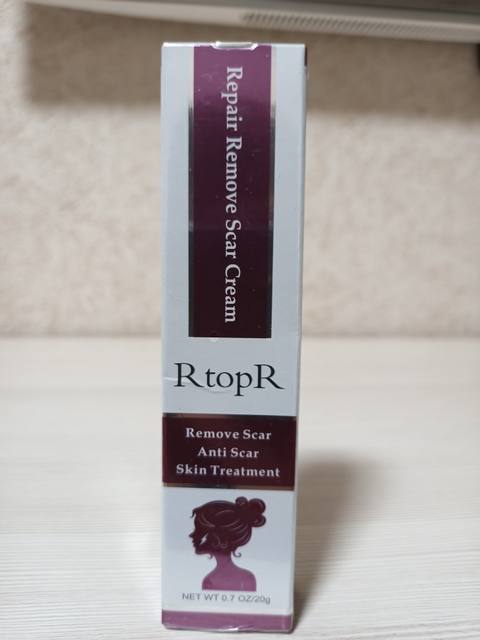 Repair Remove Scar Cream
RtopR
Remove Scar
Anti Scar
Skin Treatment
NET WT 0.7 OZ/20g